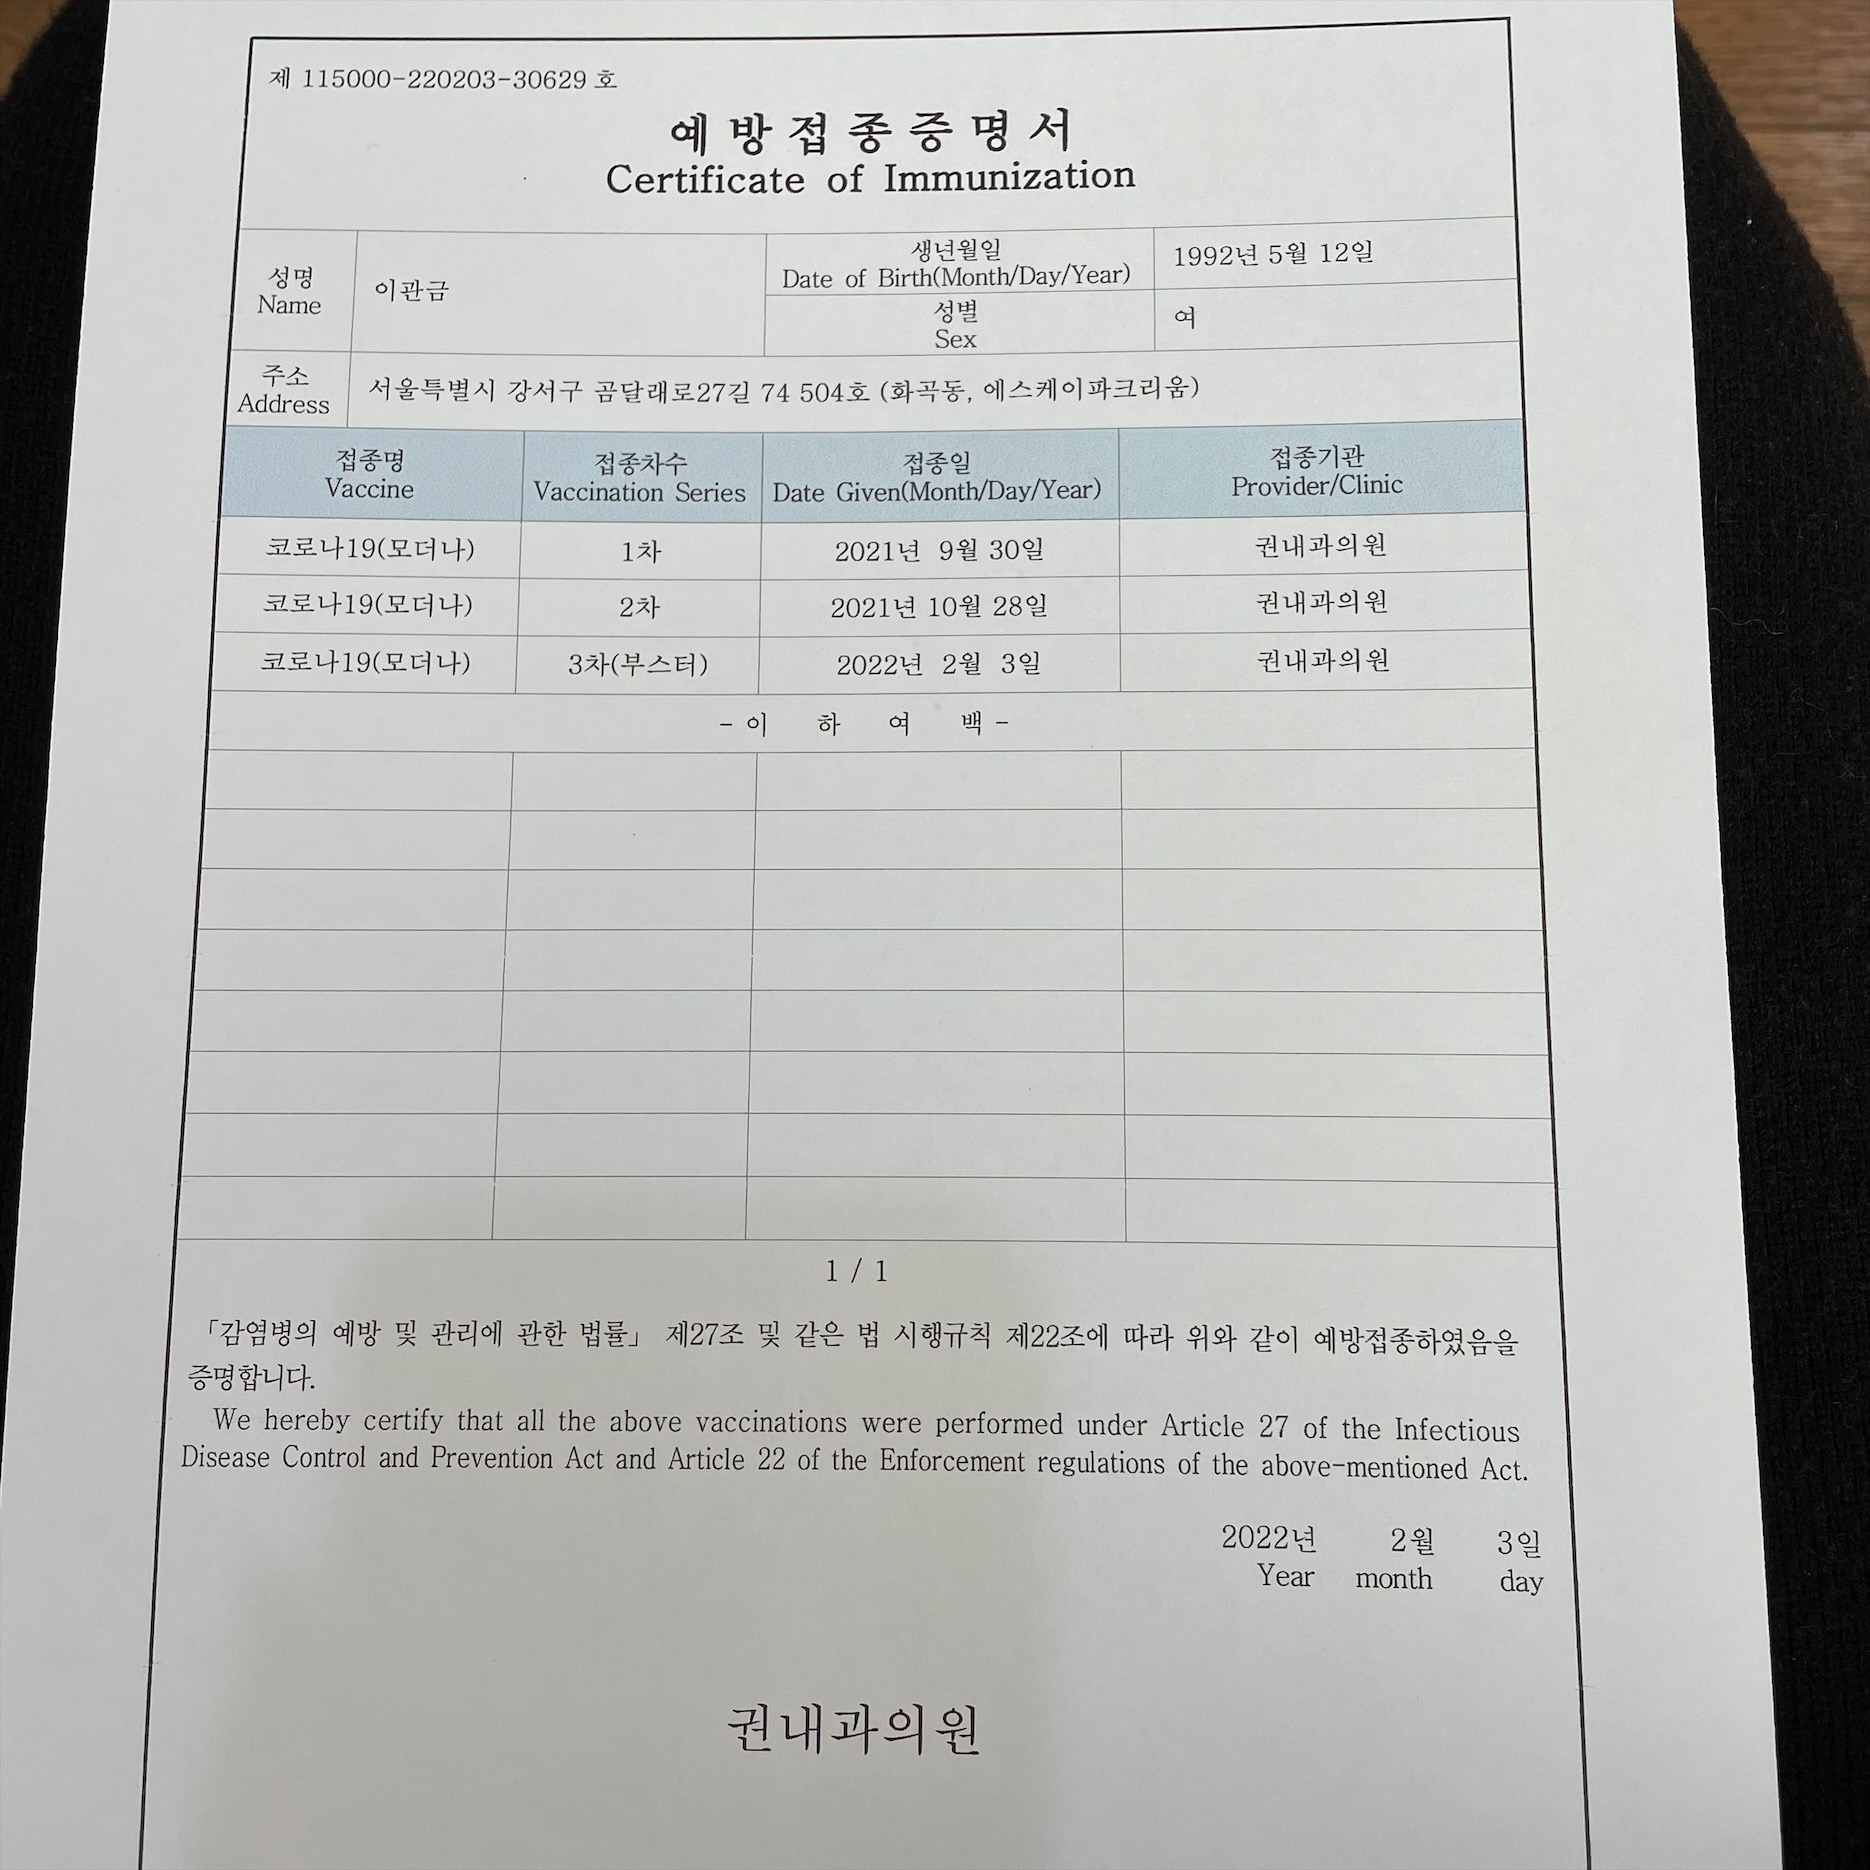 제 115000-220203-30629 호
예방접종증명서
Certificate of Immunization
성명
Name
이관금
생년월일
Date of Birth(Month/Day/Year)
1992년 5월 12일
성별
Sex
여
주소
Address
서울특별시 강서구 곰달래로27길 74 504호 (화곡동, 에스케이파크리움)
접종명 접종차수 접종일 접종기관
Vaccine Vaccination Series Date Given(Month/Day/Year) Provider/Clinic
코로나19(모더나) 1차 2021년 9월 30일 권내과의원
코로나19(모더나) 2차 2021년 10월 28일 권내과의원
코로나19(모더나) 3차(부스터) 2022년 2월 3일 권내과의원
- 이 하 여 백 -
1 / 1
「감염병의 예방 및 관리에 관한 법률」 제27조 및 같은 법 시행규칙 제22조에 따라 위와 같이 예방접종하였음을
증명합니다.
We hereby certify that all the above vaccinations were performed under Article 27 of the Infectious
Disease Control and Prevention Act and Article 22 of the Enforcement regulations of the above-mentioned Act.
2022년 2월 3일
Year month day
권내과의원